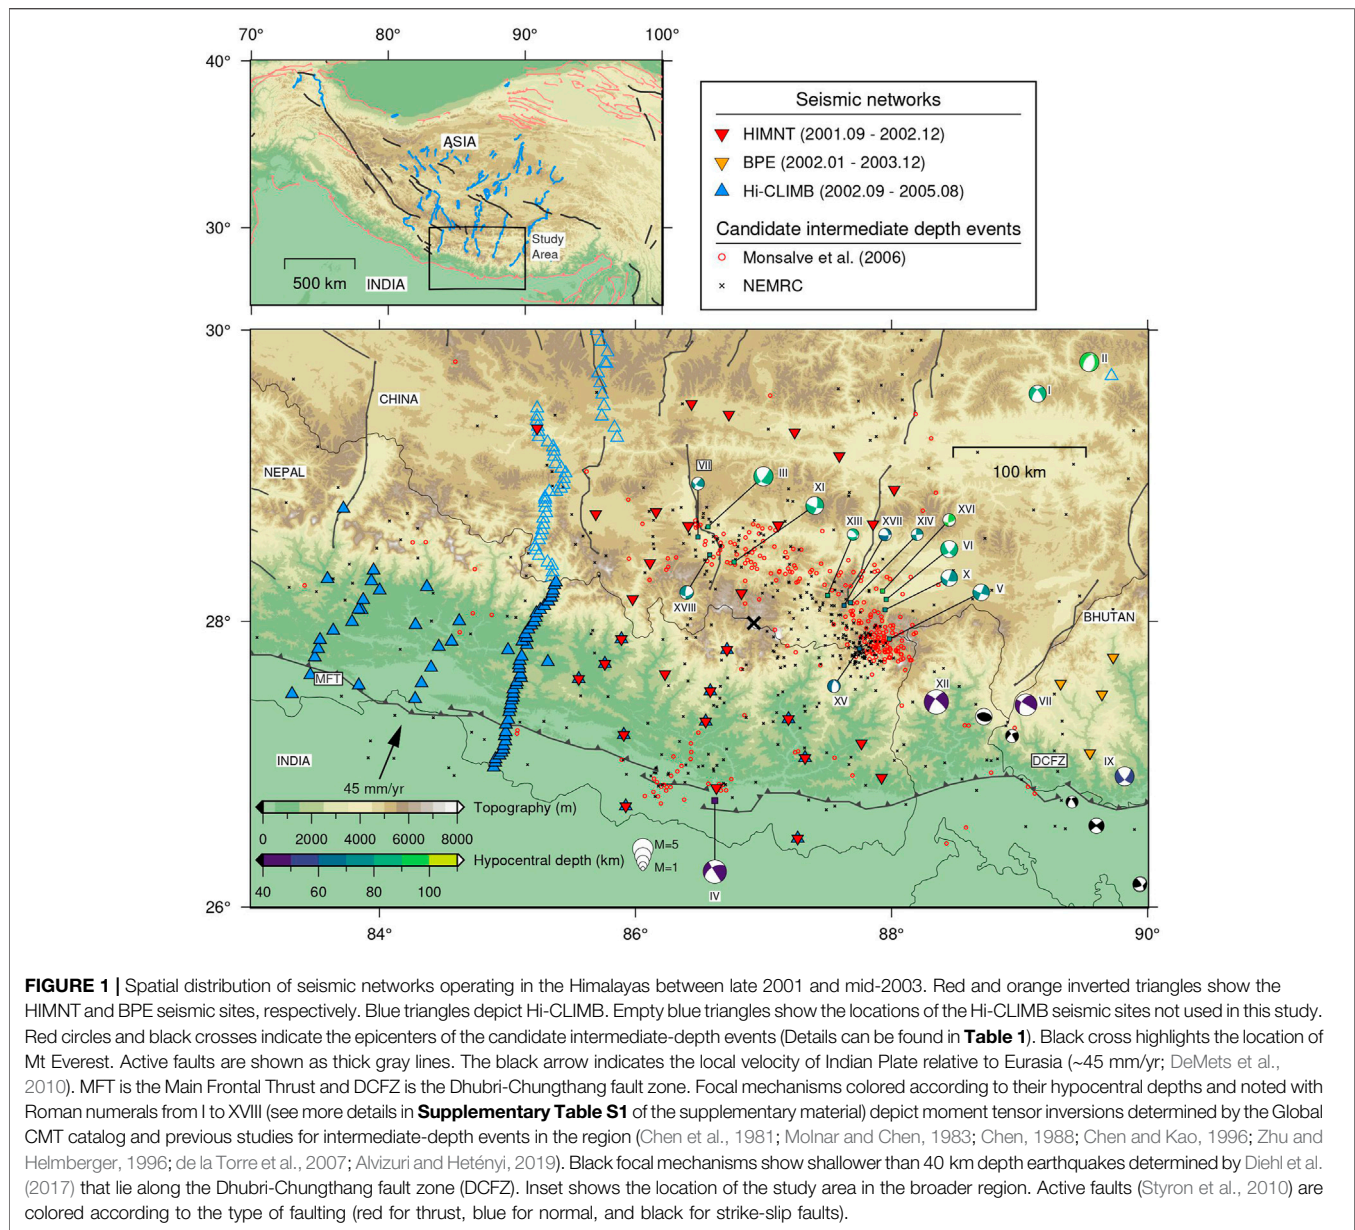 70°
80°
90°
100°
40°
30°
ASIA
Study
Area
500 km
INDIA
Seismic networks
HIMNT (2001.09 - 2002.12)
BPE (2002.01 - 2003.12)
Hi-CLIMB (2002.09 - 2005.08)
Candidate intermediate depth events
Monsalve et al. (2006)
NEMRC
30°
28°
26°
CHINA
NEPAL
II
I
100 km
VII
III
XI
XIII
XVII
XIV
XVI
VI
X
V
XVIII
BHUTAN
MFT
XV
XII
VII
INDIA
DCFZ
IX
45 mm/yr
Topography (m)
0 2000 4000 6000 8000
Hypocentral depth (km)
40 60 80 100
M=5
M=1
IV
84°
86°
88°
90°
FIGURE 1 | Spatial distribution of seismic networks operating in the Himalayas between late 2001 and mid-2003. Red and orange inverted triangles show the
HIMNT and BPE seismic sites, respectively. Blue triangles depict Hi-CLIMB. Empty blue triangles show the locations of the Hi-CLIMB seismic sites not used in this study.
Red circles and black crosses indicate the epicenters of the candidate intermediate-depth events (Details can be found in Table 1). Black cross highlights the location of
Mt Everest. Active faults are shown as thick gray lines. The black arrow indicates the local velocity of Indian Plate relative to Eurasia (~45 mm/yr; DeMets et al.,
2010). MFT is the Main Frontal Thrust and DCFZ is the Dhubri-Chungthang fault zone. Focal mechanisms colored according to their hypocentral depths and noted with
Roman numerals from I to XVIII (see more details in Supplementary Table S1 of the supplementary material) depict moment tensor inversions determined by the Global
CMT catalog and previous studies for intermediate-depth events in the region (Chen et al., 1981; Molnar and Chen, 1983; Chen, 1988; Chen and Kao, 1996; Zhu and
Helmberger, 1996; de la Torre et al., 2007; Alvizuri and Hetényi, 2019). Black focal mechanisms show shallower than 40 km depth earthquakes determined by Diehl et al.
(2017) that lie along the Dhubri-Chungthang fault zone (DCFZ). Inset shows the location of the study area in the broader region. Active faults (Styron et al., 2010) are
colored according to the type of faulting (red for thrust, blue for normal, and black for strike-slip faults).